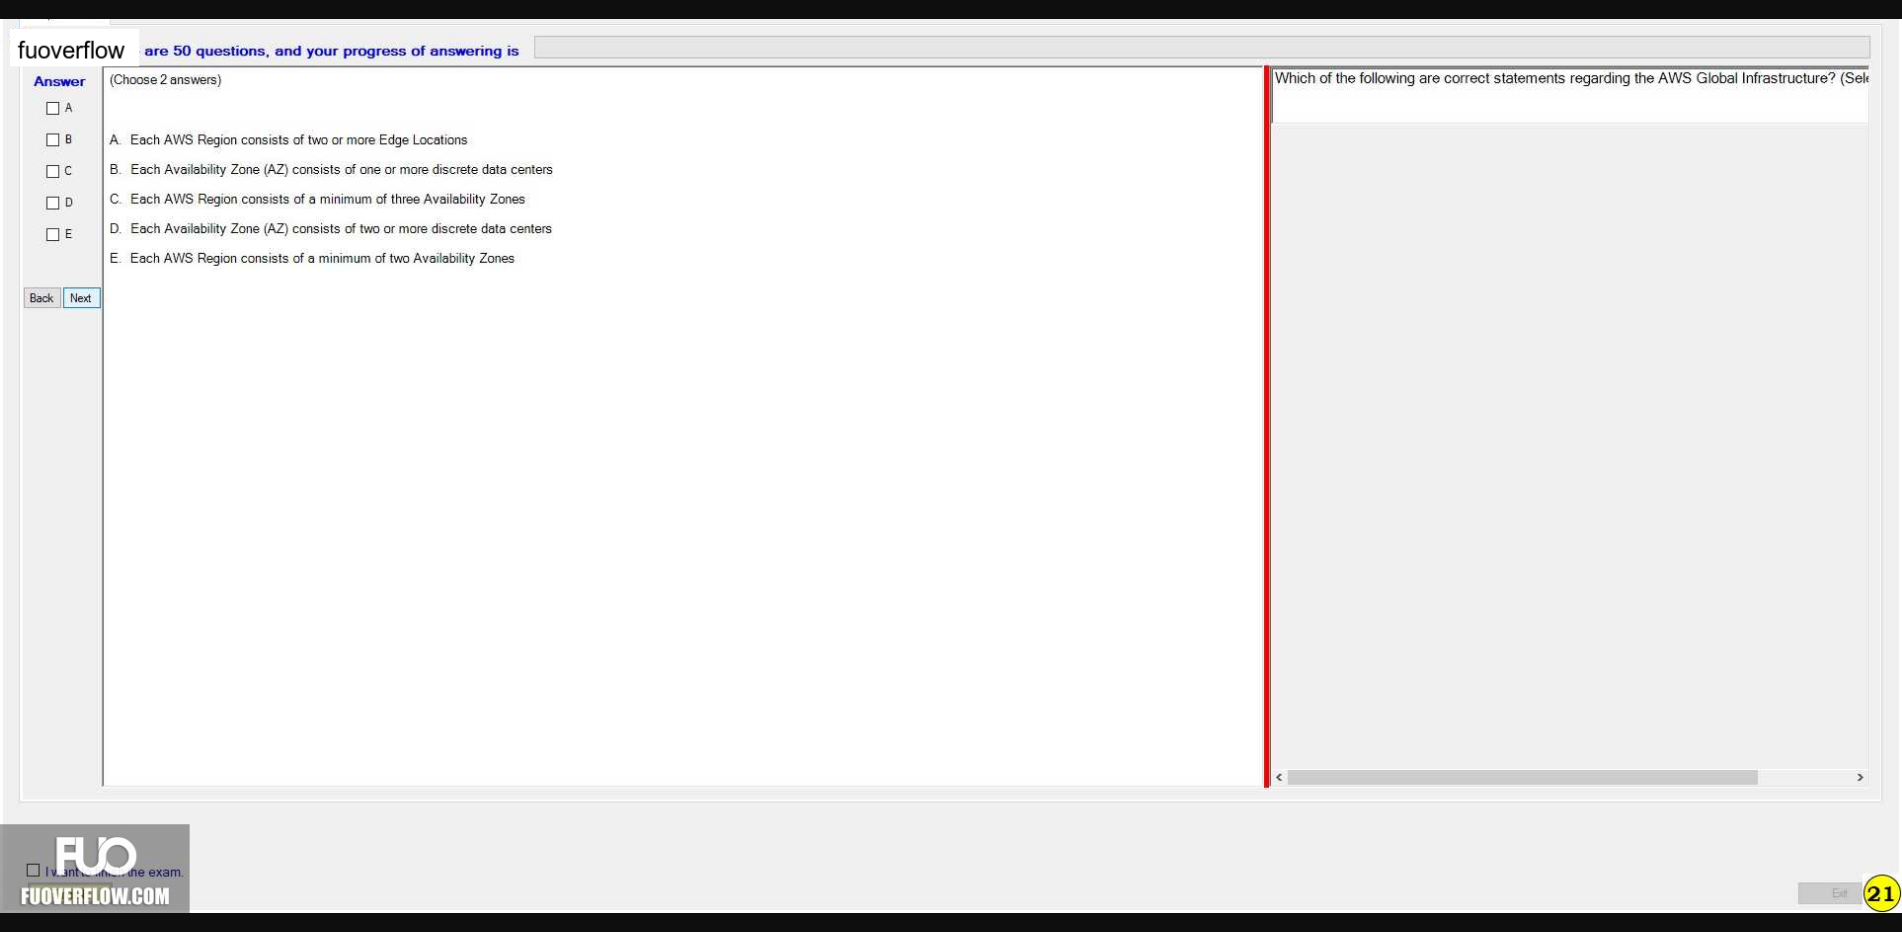 fuoverflow are 50 questions, and your progress of answering is
Answer
(Choose 2 answers)
Which of the following are correct statements regarding the AWS Global Infrastructure? (Sele
A
B
C
D
E
A. Each AWS Region consists of two or more Edge Locations
B. Each Availability Zone (AZ) consists of one or more discrete data centers
C. Each AWS Region consists of a minimum of three Availability Zones
D. Each Availability Zone (AZ) consists of two or more discrete data centers
E. Each AWS Region consists of a minimum of two Availability Zones
Back Next
FUO
I want the exam.
FUOVERFLOW.COM
Exit
21